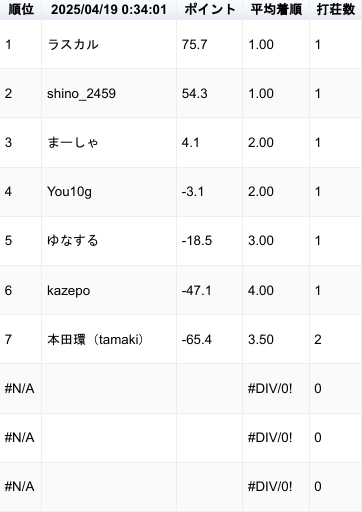 順位 2025/04/19 0:34:01 ポイント 平均着順 打荘数
1 ラスカル 75.7 1.00 1
2 shino_2459 54.3 1.00 1
3 まーしゃ 4.1 2.00 1
4 You10g -3.1 2.00 1
5 ゆなする -18.5 3.00 1
6 kazepo -47.1 4.00 1
7 本田環（tamaki） -65.4 3.50 2
#N/A #DIV/0! 0
#N/A #DIV/0! 0
#N/A #DIV/0! 0